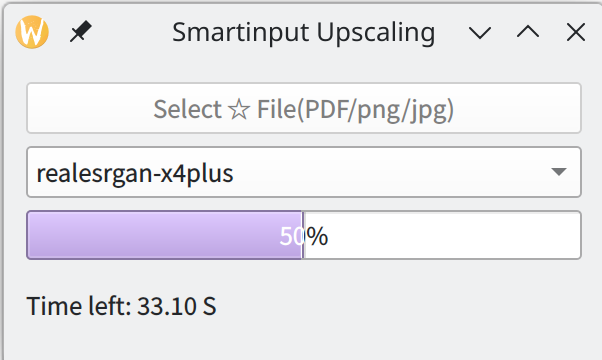 Smartinput Upscaling
Select ☆ File(PDF/png/jpg)
realesrgan-x4plus
50%
Time left: 33.10 S